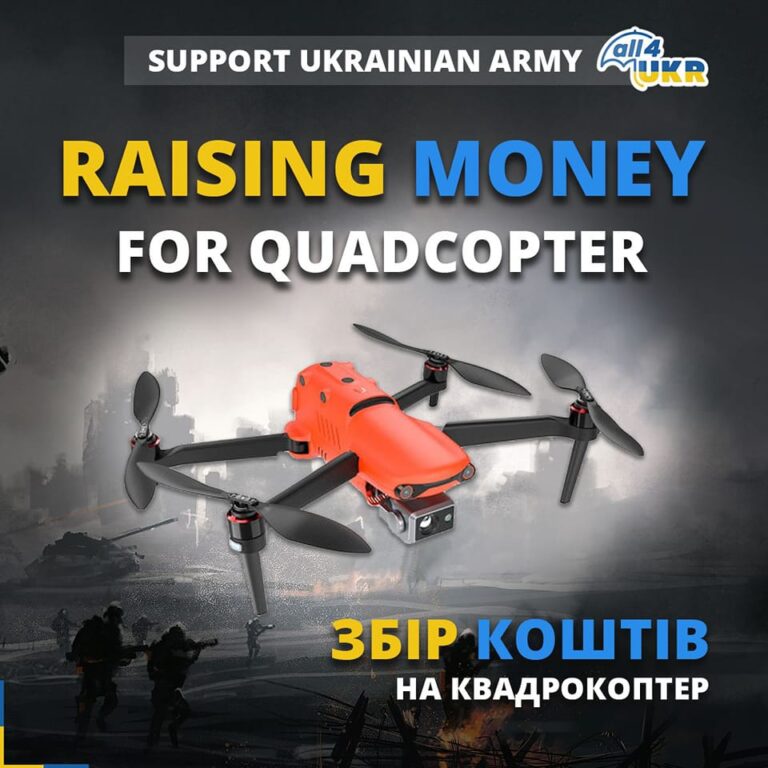 SUPPORT UKRAINIAN ARMY
all4
UKR
RAISING MONEY
FOR QUADCOPTER
ЗБІР КОШТІВ
НА КВАДРОКОПТЕР